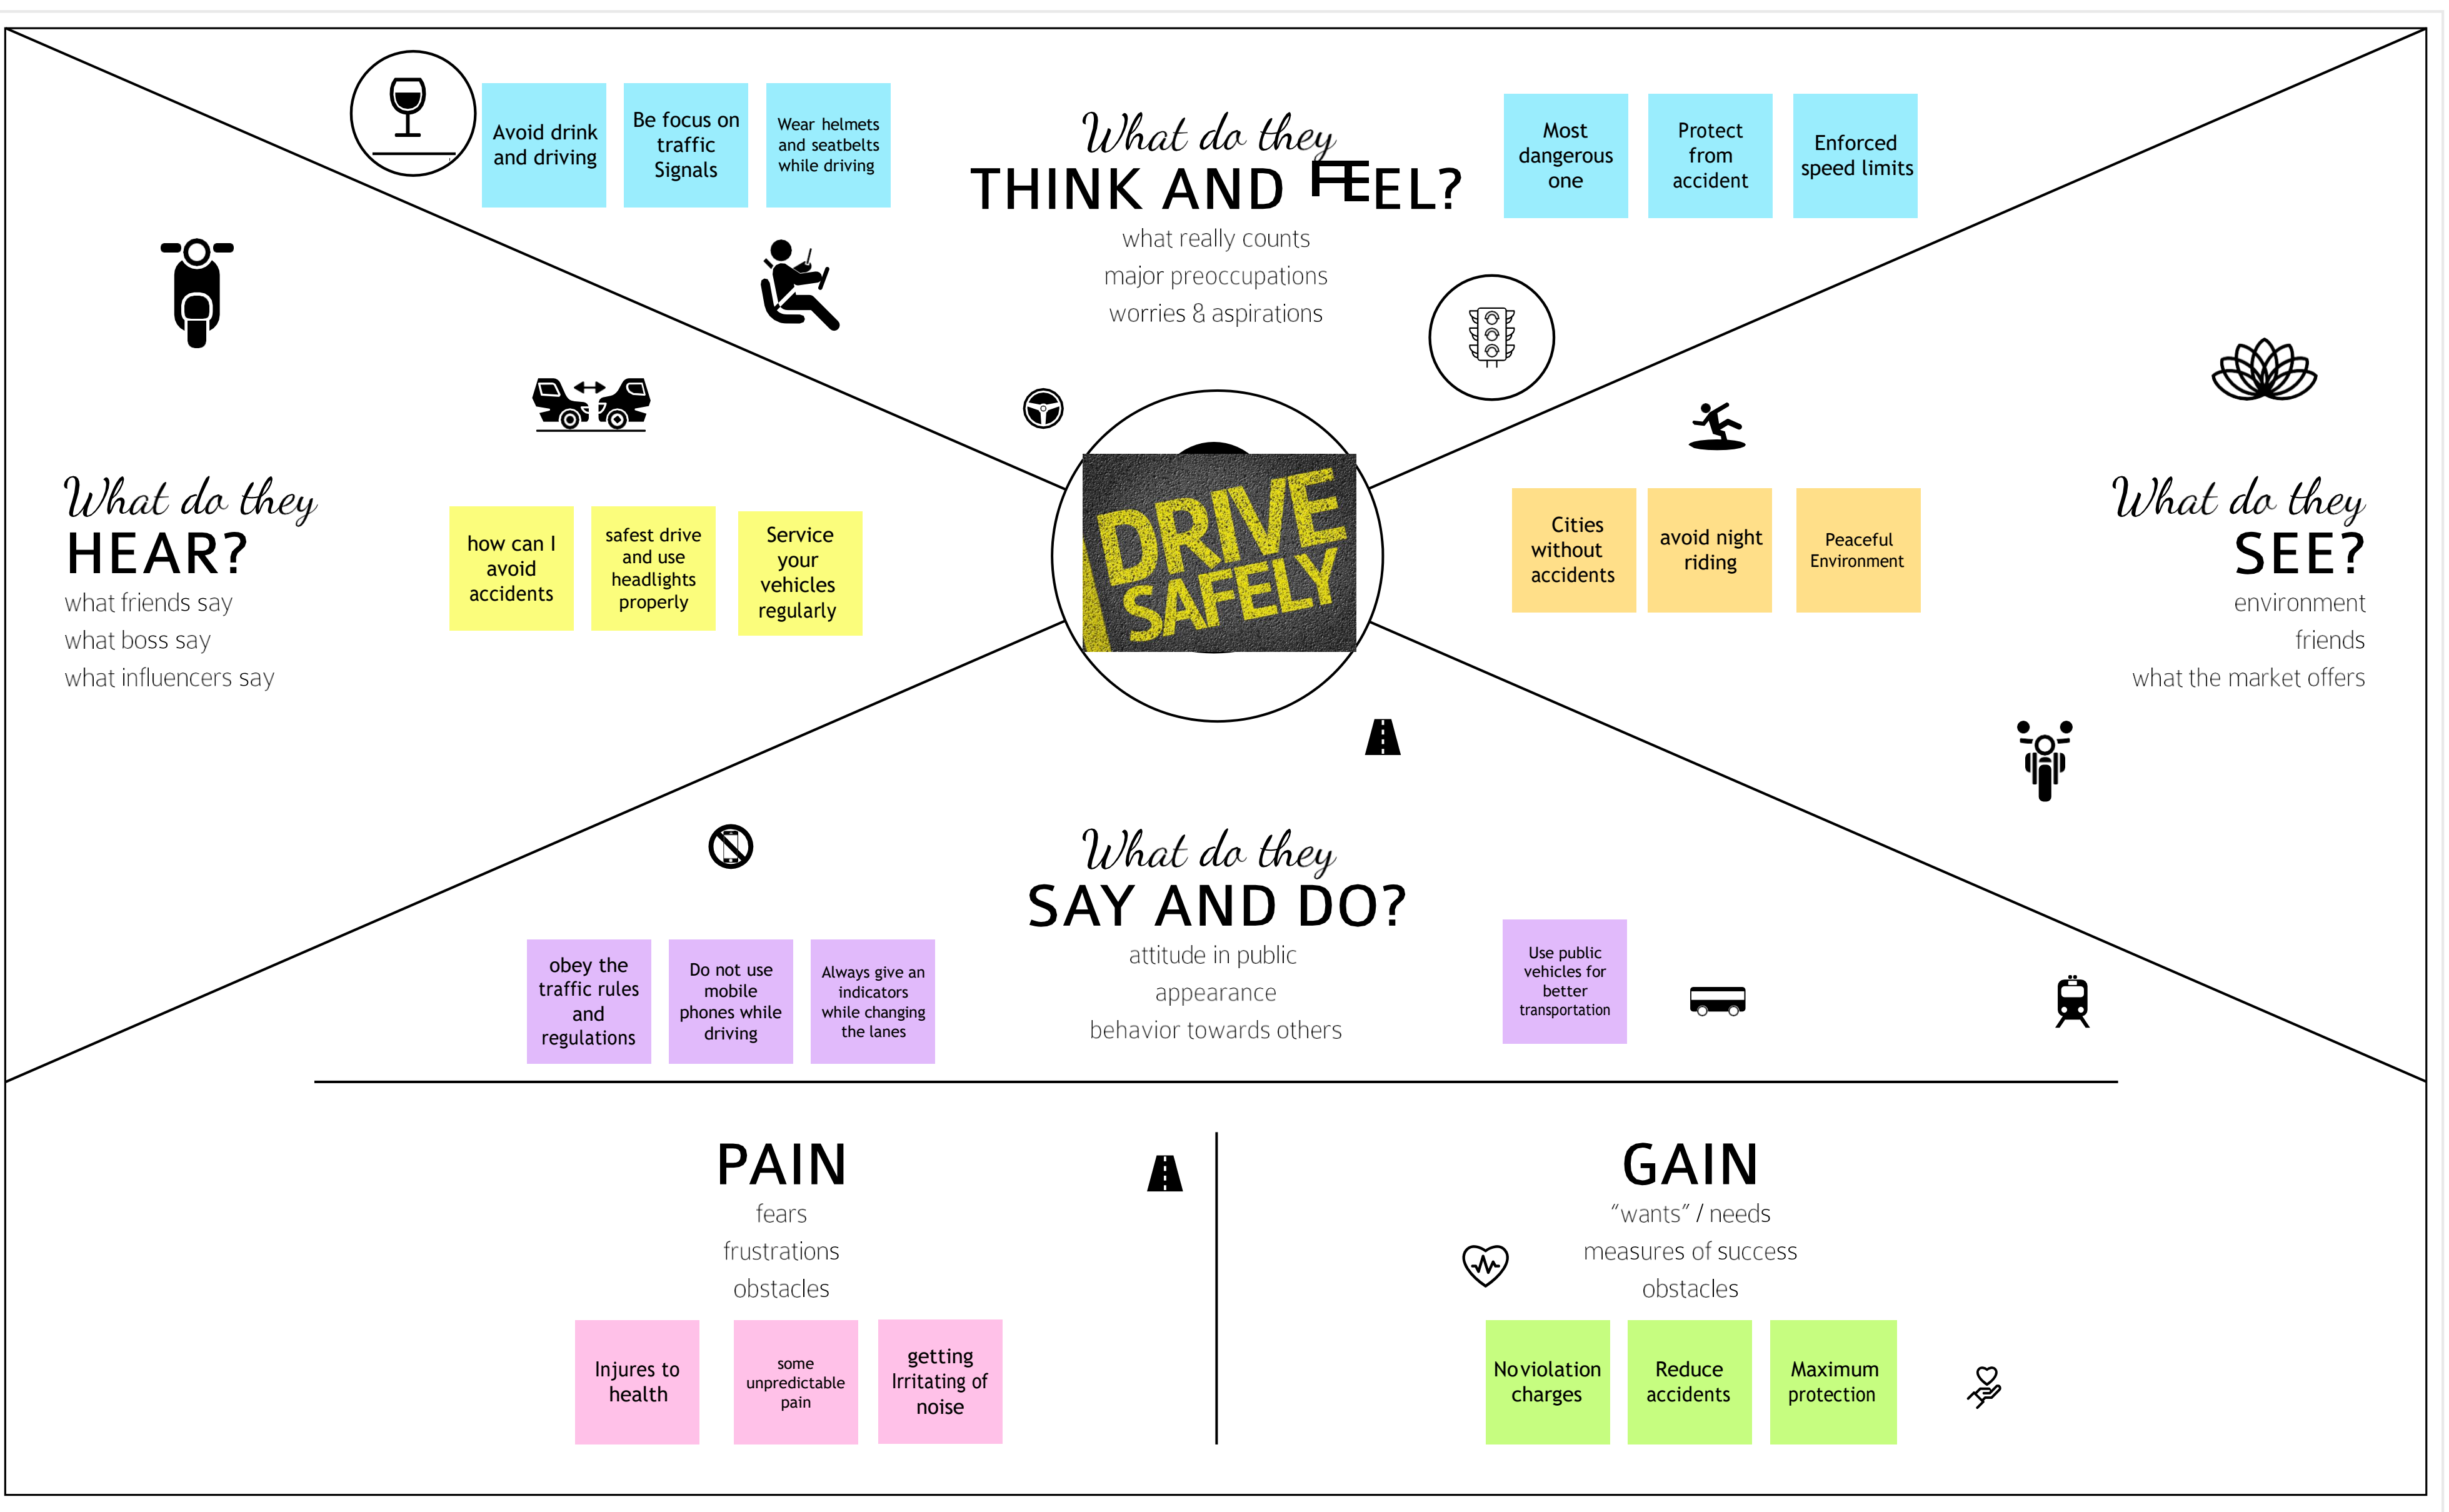 Avoid drink
and driving
Be focus on
traffic
Signals
Wear helmets
and seatbelts
while driving
What do they
THINK AND FEEL?
what really counts
major preoccupations
worries & aspirations
Most
dangerous
one
Protect
from
accident
Enforced
speed limits
What do they
HEAR?
what friends say
what boss say
what influencers say
how can I
avoid
accidents
safest drive
and use
headlights
properly
Service
your
vehicles
regularly
DRIVE
SAFELY
Cities
without
accidents
avoid night
riding
Peaceful
Environment
What do they
SEE?
environment
friends
what the market offers
What do they
SAY AND DO?
attitude in public
appearance
behavior towards others
obey the
traffic rules
and
regulations
Do not use
mobile
phones while
driving
Always give an
indicators
while changing
the lanes
Use public
vehicles for
better
transportation
PAIN
fears
frustrations
obstacles
Injures to
health
some
unpredictable
pain
getting
Irritating of
noise
GAIN
“wants” / needs
measures of success
obstacles
No violation
charges
Reduce
accidents
Maximum
protection